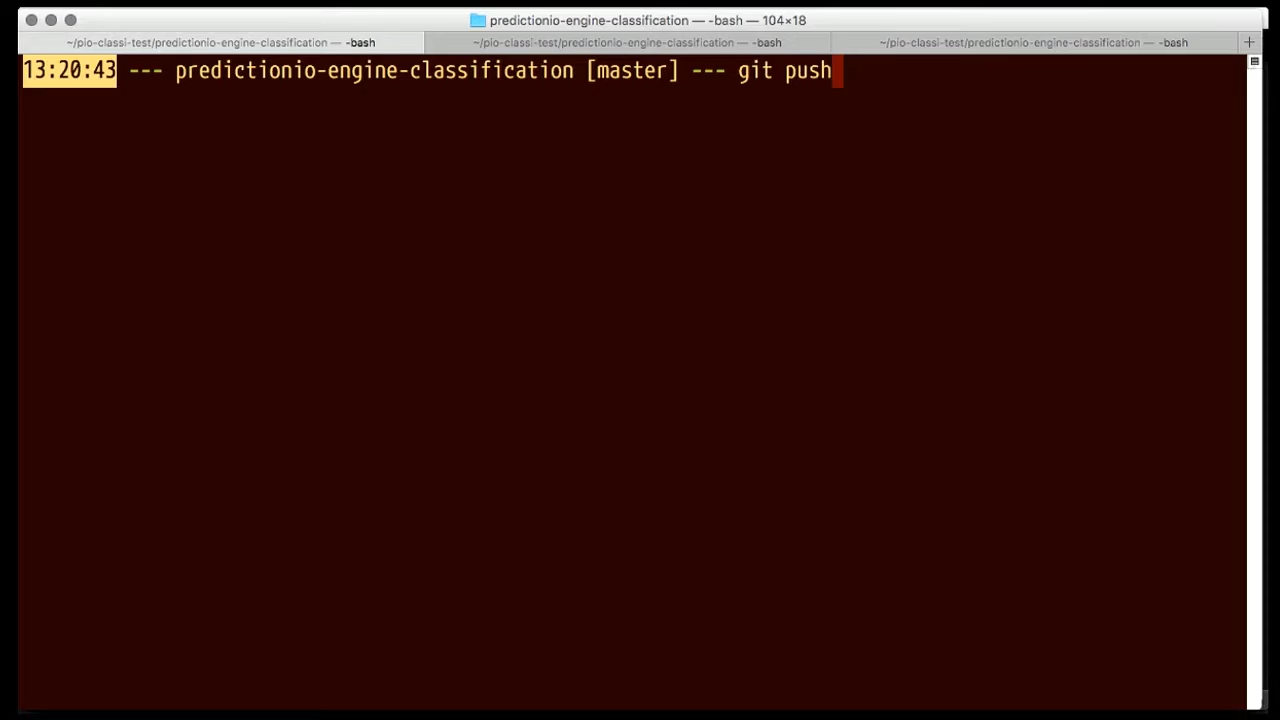 predictionio-engine-classification — -bash — 104×18
~/pio-classi-test/predictionio-engine-classification — -bash
~/pio-classi-test/predictionio-engine-classification — -bash
~/pio-classi-test/predictionio-engine-classification — -bash
+
13:20:43 --- predictionio-engine-classification [master] --- git push